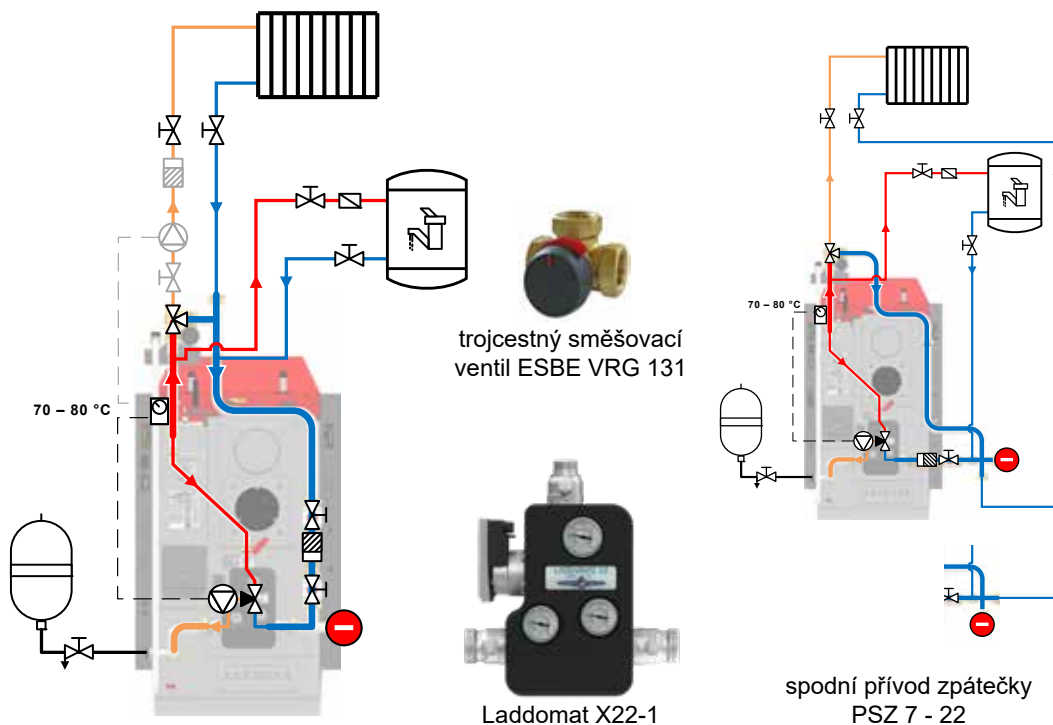 70 – 80 °C
trojcestný směšovací
ventil ESBE VRG 131
Laddomat X22-1
70 – 80 °C
spodní přívod zpátečky
PSZ 7 - 22